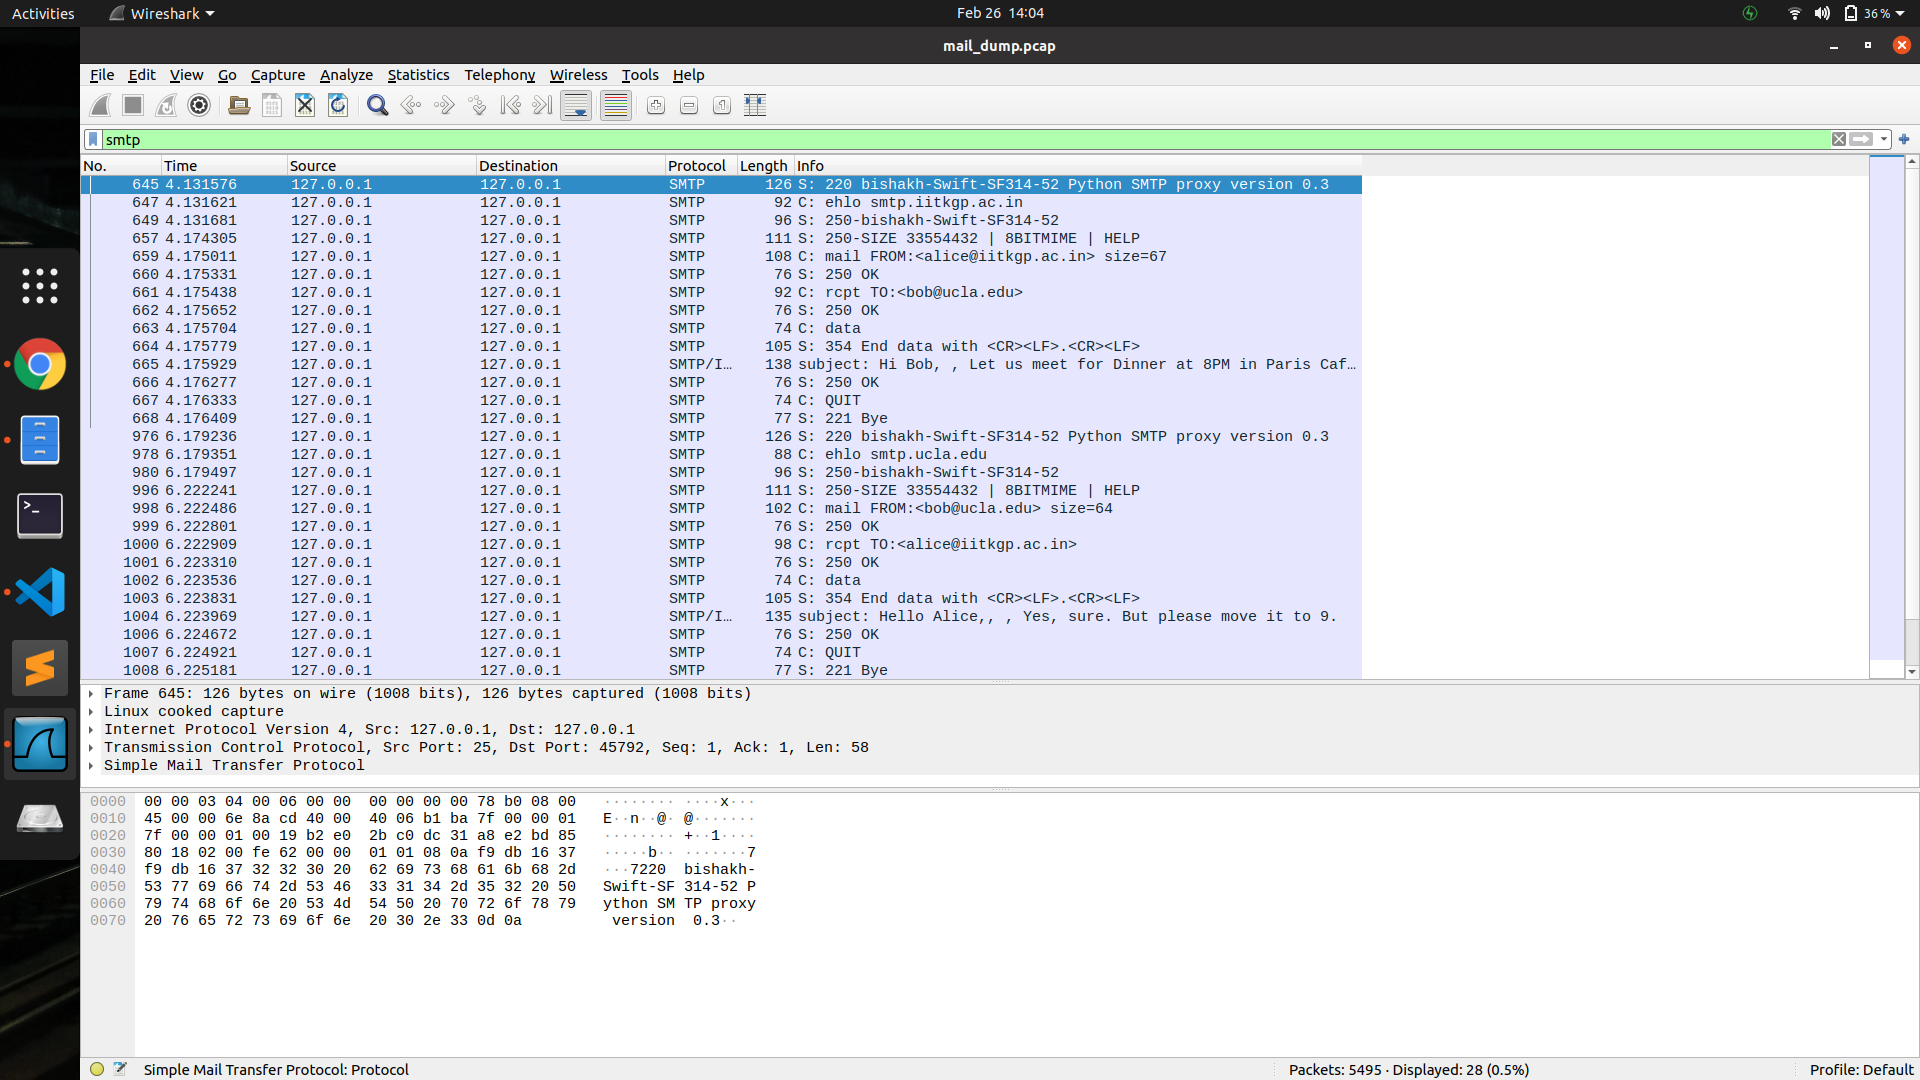 Activities Wireshark Feb 26 14:04 36 %
mail_dump.pcap
File Edit View Go Capture Analyze Statistics Telephony Wireless Tools Help
smtp
No. Time Source Destination Protocol Length Info
645 4.131576 127.0.0.1 127.0.0.1 SMTP 126 S: 220 bishakh-Swift-SF314-52 Python SMTP proxy version 0.3
647 4.131621 127.0.0.1 127.0.0.1 SMTP 92 C: ehlo smtp.iitkgp.ac.in
649 4.131681 127.0.0.1 127.0.0.1 SMTP 96 S: 250-bishakh-Swift-SF314-52
657 4.174305 127.0.0.1 127.0.0.1 SMTP 111 S: 250-SIZE 33554432 | 8BITMIME | HELP
659 4.175011 127.0.0.1 127.0.0.1 SMTP 108 C: mail FROM:<alice@iitkgp.ac.in> size=67
660 4.175331 127.0.0.1 127.0.0.1 SMTP 76 S: 250 OK
661 4.175438 127.0.0.1 127.0.0.1 SMTP 92 C: rcpt TO:<bob@ucla.edu>
662 4.175652 127.0.0.1 127.0.0.1 SMTP 76 S: 250 OK
663 4.175704 127.0.0.1 127.0.0.1 SMTP 74 C: data
664 4.175779 127.0.0.1 127.0.0.1 SMTP 105 S: 354 End data with <CR><LF>.<CR><LF>
665 4.175929 127.0.0.1 127.0.0.1 SMTP/I… 138 subject: Hi Bob, , Let us meet for Dinner at 8PM in Paris Caf…
666 4.176277 127.0.0.1 127.0.0.1 SMTP 76 S: 250 OK
667 4.176333 127.0.0.1 127.0.0.1 SMTP 74 C: QUIT
668 4.176409 127.0.0.1 127.0.0.1 SMTP 77 S: 221 Bye
976 6.179236 127.0.0.1 127.0.0.1 SMTP 126 S: 220 bishakh-Swift-SF314-52 Python SMTP proxy version 0.3
978 6.179351 127.0.0.1 127.0.0.1 SMTP 88 C: ehlo smtp.ucla.edu
980 6.179497 127.0.0.1 127.0.0.1 SMTP 96 S: 250-bishakh-Swift-SF314-52
996 6.222241 127.0.0.1 127.0.0.1 SMTP 111 S: 250-SIZE 33554432 | 8BITMIME | HELP
998 6.222486 127.0.0.1 127.0.0.1 SMTP 102 C: mail FROM:<bob@ucla.edu> size=64
999 6.222801 127.0.0.1 127.0.0.1 SMTP 76 S: 250 OK
1000 6.222909 127.0.0.1 127.0.0.1 SMTP 98 C: rcpt TO:<alice@iitkgp.ac.in>
1001 6.223310 127.0.0.1 127.0.0.1 SMTP 76 S: 250 OK
1002 6.223536 127.0.0.1 127.0.0.1 SMTP 74 C: data
1003 6.223831 127.0.0.1 127.0.0.1 SMTP 105 S: 354 End data with <CR><LF>.<CR><LF>
1004 6.223969 127.0.0.1 127.0.0.1 SMTP/I… 135 subject: Hello Alice,, , Yes, sure. But please move it to 9.
1006 6.224672 127.0.0.1 127.0.0.1 SMTP 76 S: 250 OK
1007 6.224921 127.0.0.1 127.0.0.1 SMTP 74 C: QUIT
1008 6.225181 127.0.0.1 127.0.0.1 SMTP 77 S: 221 Bye
Frame 645: 126 bytes on wire (1008 bits), 126 bytes captured (1008 bits)
Linux cooked capture
Internet Protocol Version 4, Src: 127.0.0.1, Dst: 127.0.0.1
Transmission Control Protocol, Src Port: 25, Dst Port: 45792, Seq: 1, Ack: 1, Len: 58
Simple Mail Transfer Protocol
0000 00 00 03 04 00 06 00 00 00 00 00 00 78 b0 08 00 ········ ····x···
0010 45 00 00 6e 8a cd 40 00 40 06 b1 ba 7f 00 00 01 E··n··@· @·······
0020 7f 00 00 01 00 19 b2 e0 2b c0 dc 31 a8 e2 bd 85 ········ +··1····
0030 80 18 02 00 fe 62 00 00 01 01 08 0a f9 db 16 37 ·····b·· ·······7
0040 f9 db 16 37 32 32 30 20 62 69 73 68 61 6b 68 2d ···7220 bishakh-
0050 53 77 69 66 74 2d 53 46 33 31 34 2d 35 32 20 50 Swift-SF 314-52 P
0060 79 74 68 6f 6e 20 53 4d 54 50 20 70 72 6f 78 79 ython SM TP proxy
0070 20 76 65 72 73 69 6f 6e 20 30 2e 33 0d 0a version 0.3··
Simple Mail Transfer Protocol: Protocol Packets: 5495 · Displayed: 28 (0.5%) Profile: Default